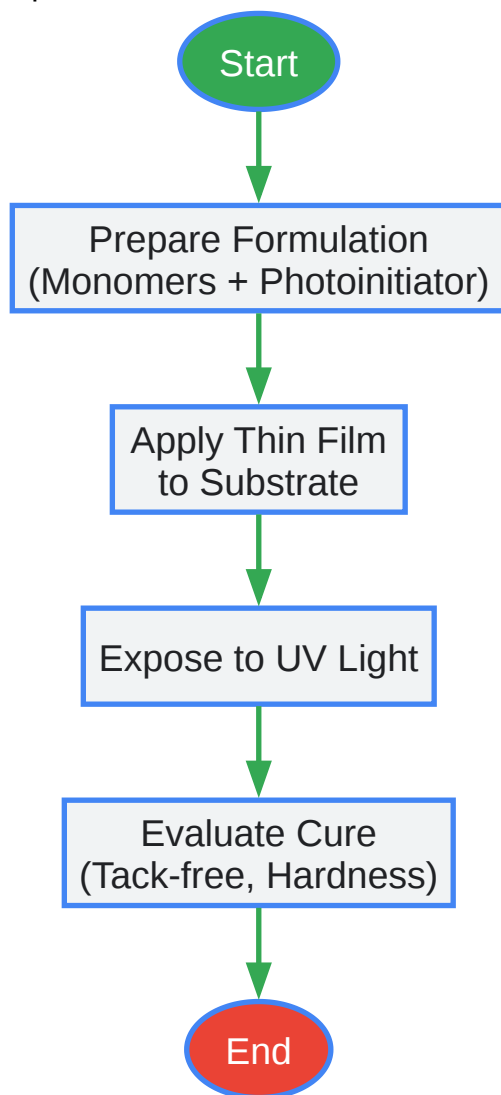 Start
Prepare Formulation
(Monomers + Photoinitiator)
Apply Thin Film
to Substrate
Expose to UV Light
Evaluate Cure
(Tack-free, Hardness)
End